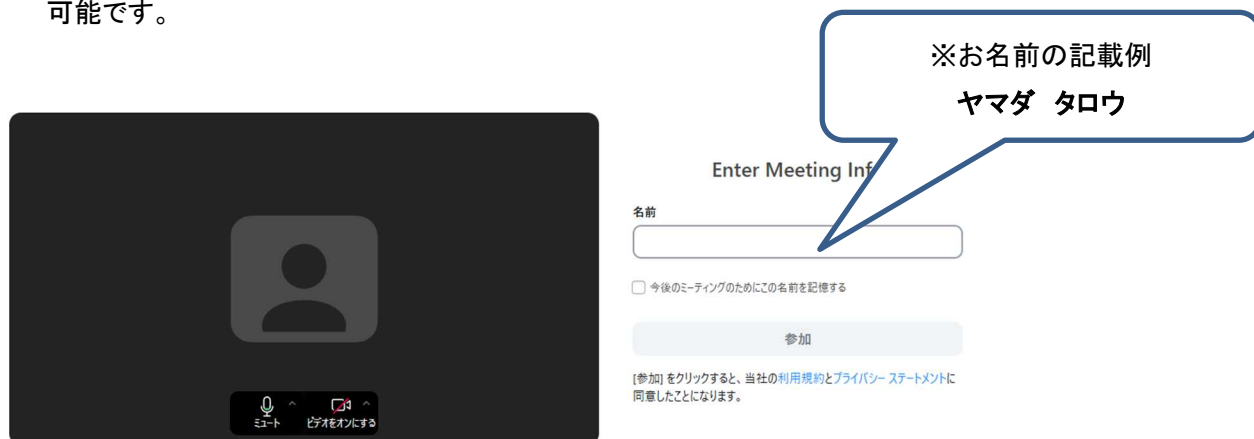 可能です。
※お名前の記載例
ヤマダ　タロウ
Enter Meeting Inf
名前
今後のミーティングのためにこの名前を記憶する
参加
[参加] をクリックすると、当社の利用規約とプライバシー ステートメントに
同意したことになります。
ミュート
ビデオをオンにする